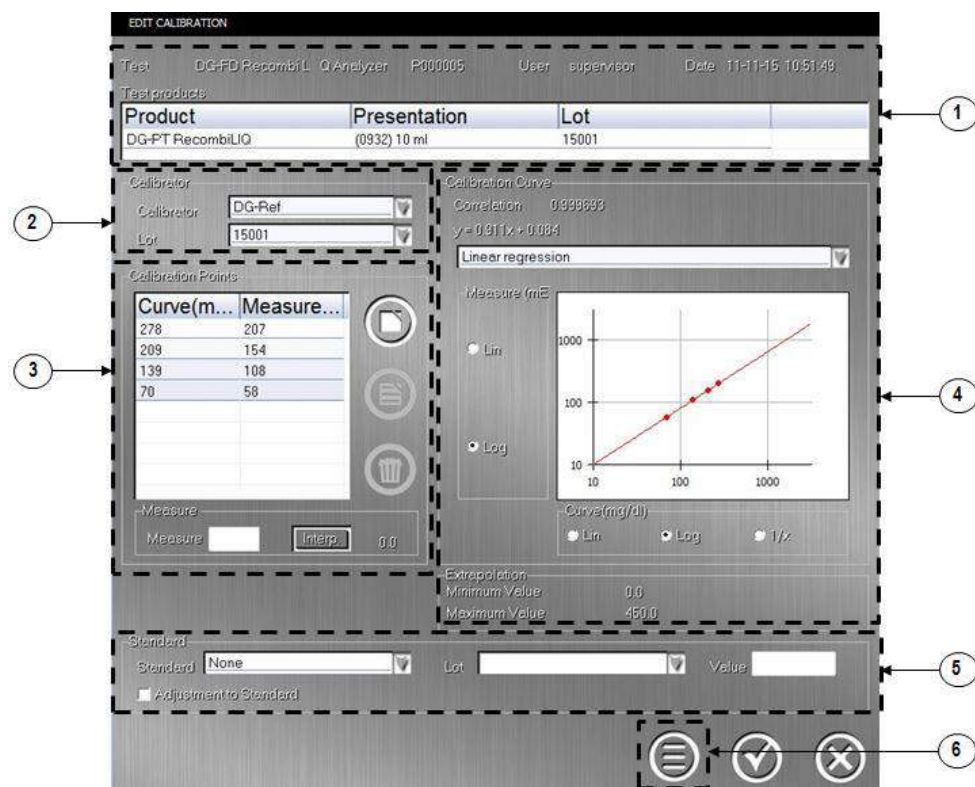 EDIT CALIBRATION
Test DG-FD Recombi L Q Analyzer P000005 User supervisor Date 11-11-15 10:51:49
Test products
Product Presentation Lot
DG-PT RecombiLIQ (0932) 10 ml 15001
1
Calibrator
Calibrator DG-Ref
Lot 15001
2
Calibration Points
Curve(m... Measure...
278 207
209 154
139 108
70 58
3
Measure
Measure Interp. 0.0
Calibration Curve
Correlation 0.999693
y = 0.911x + 0.084
Linear regression
Measure (mE
Lin
Log
1000
100
10
10 100 1000
Curve(mg/dl)
Lin Log 1/x
4
Extrapolation
Minimum Value 0.0
Maximum Value 450.0
Standard
Standard None Lot Value
Adjustment to Standard
5
6